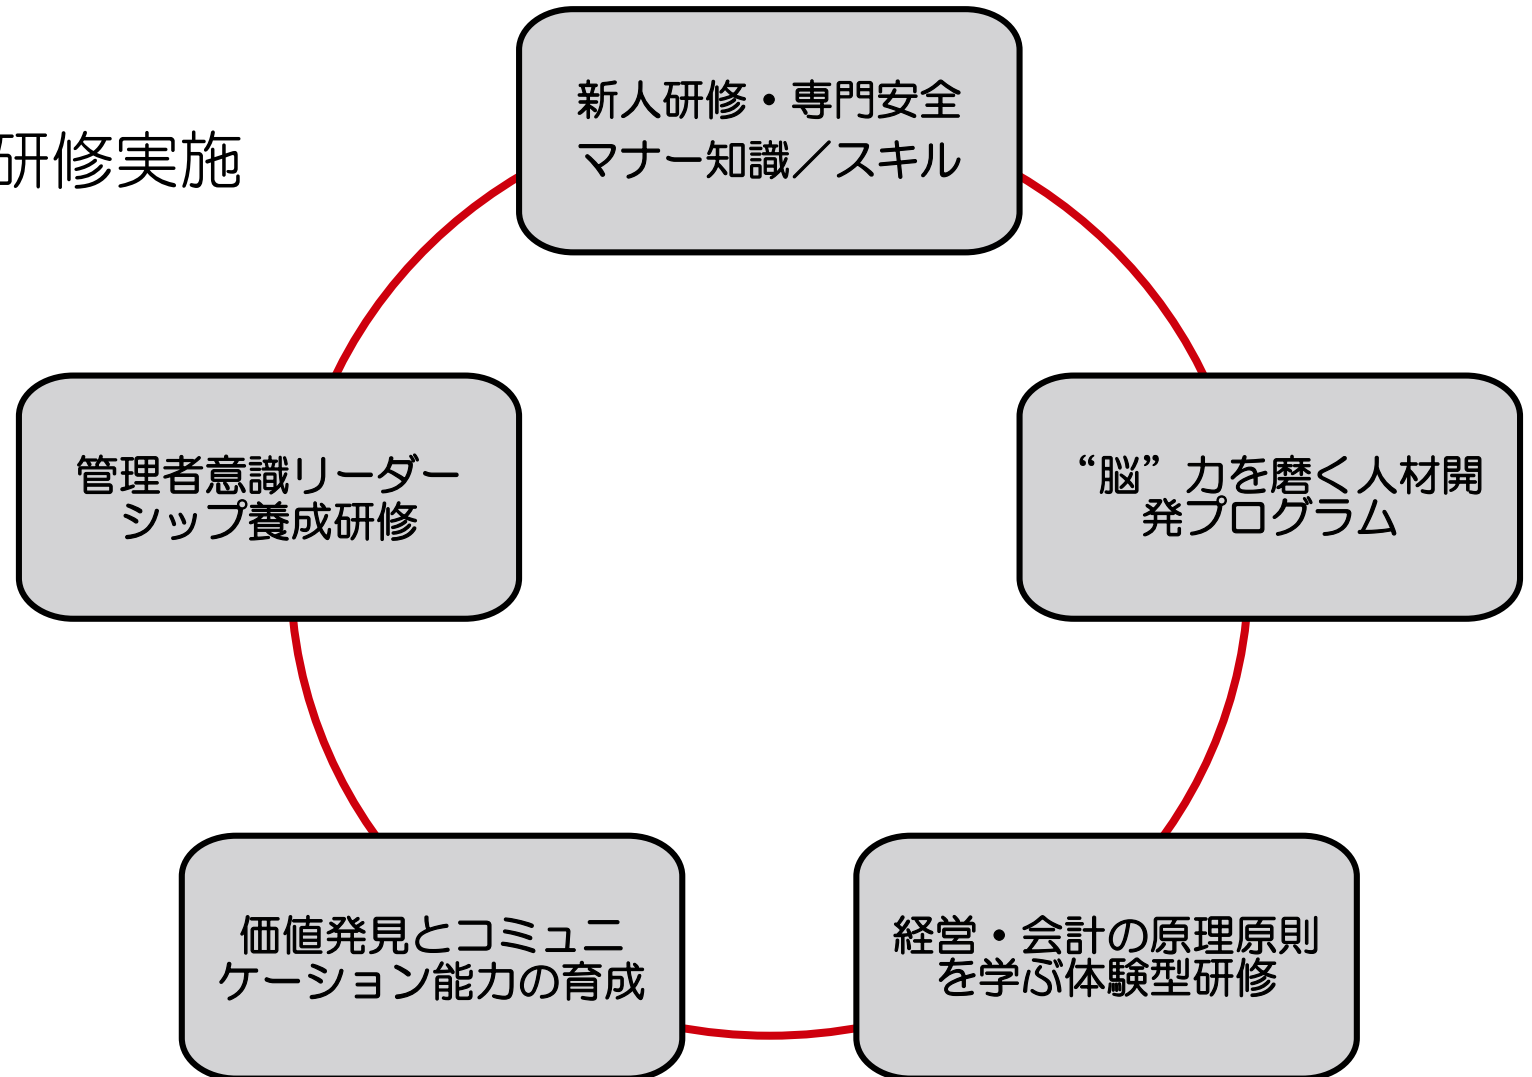 研修実施
新人研修・専門安全
マナー知識／スキル
管理者意識リーダー
シップ養成研修
“脳”力を磨く人材開
発プログラム
価値発見とコミュニ
ケーション能力の育成
経営・会計の原理原則
を学ぶ体験型研修